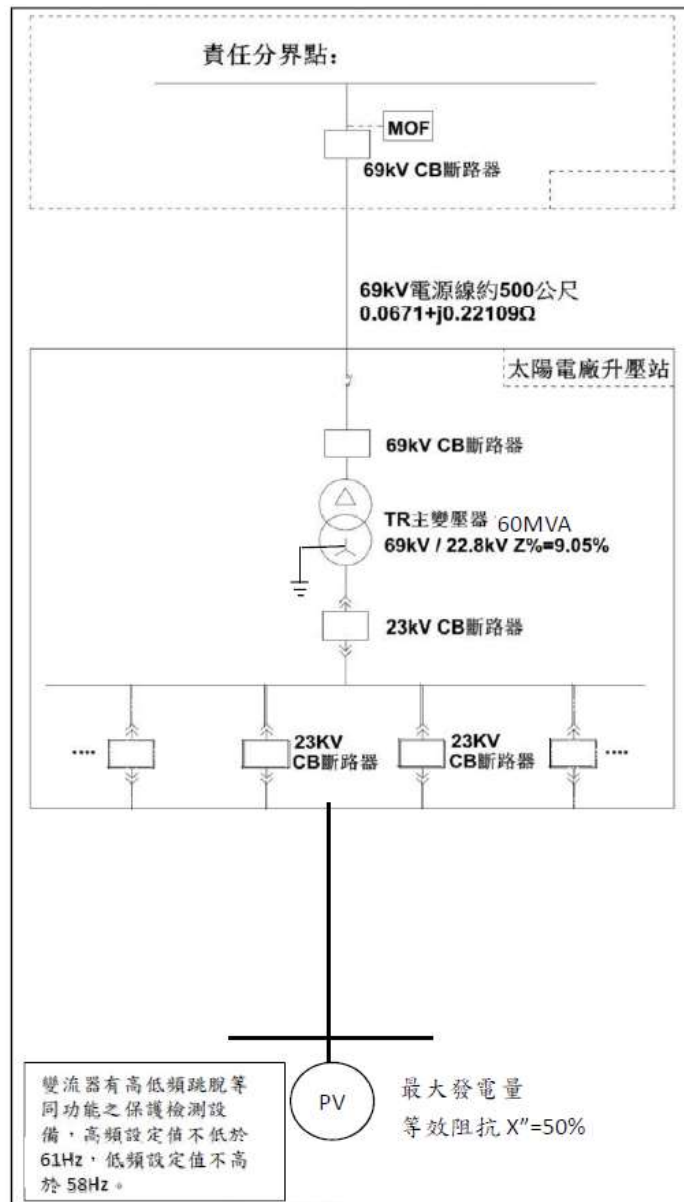 責任分界點：
MOF
69kV CB斷路器
69kV電源線約500公尺
0.0671+j0.22109Ω
太陽電廠升壓站
69kV CB斷路器
TR主變壓器 60MVA
69kV / 22.8kV Z%=9.05%
23kV CB斷路器
....
23KV
CB斷路器
23KV
CB斷路器
....
變流器有高低頻跳脫等
同功能之保護檢測設
備，高頻設定值不低於
61Hz，低頻設定值不高
於 58Hz。
PV
最大發電量
等效阻抗 X”=50%